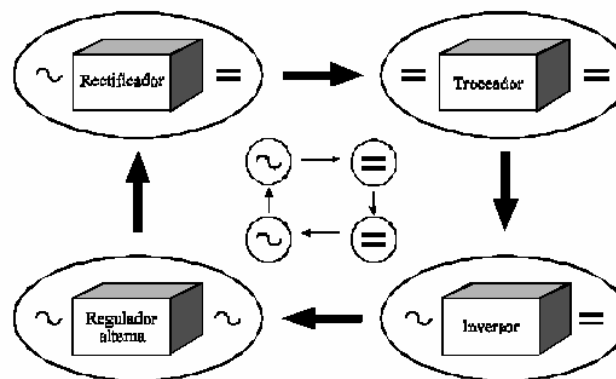 Rectificador
Troceador
Regulador
alterna
Inversor